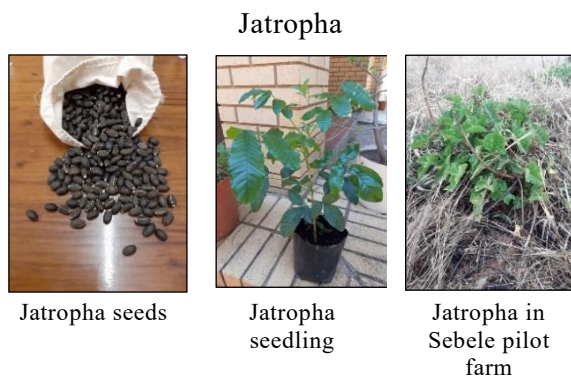 Jatropha
Jatropha seeds
Jatropha
seedling
Jatropha in
Sebele pilot
farm